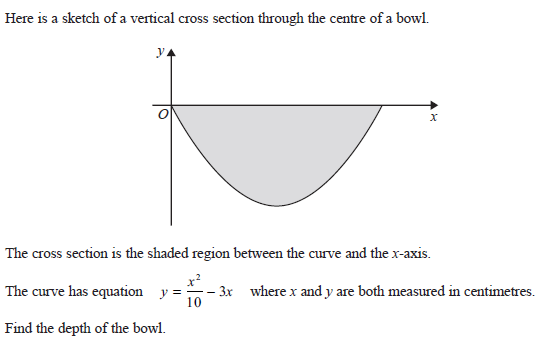 Here is a sketch of a vertical cross section through the centre of a bowl.
y
O
x
The cross section is the shaded region between the curve and the x-axis.
The curve has equation y = x²/10 − 3x where x and y are both measured in centimetres.
Find the depth of the bowl.